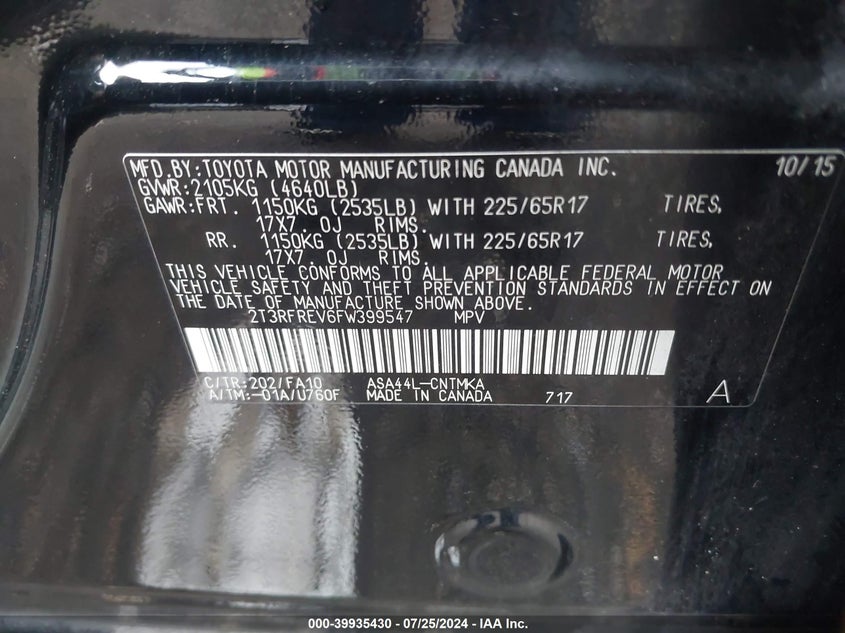 MFD.BY:TOYOTA MOTOR MANUFACTURING CANADA INC. 10/15
GVWR:2105KG (4640LB)
GAWR:FRT. 1150KG (2535LB) WITH 225/65R17 TIRES,
17X7. 0J RIMS.
RR. 1150KG (2535LB) WITH 225/65R17 TIRES,
17X7. 0J RIMS.
THIS VEHICLE CONFORMS TO ALL APPLICABLE FEDERAL MOTOR
VEHICLE SAFETY AND THEFT PREVENTION STANDARDS IN EFFECT ON
THE DATE OF MANUFACTURE SHOWN ABOVE.
2T3RFREV6FW399547 MPV
C/TR:202/FA10 ASA44L-CNTMKA
A/TM:-01A/U760F MADE IN CANADA 717 A
000-39935430 - 07/25/2024 - IAA Inc.